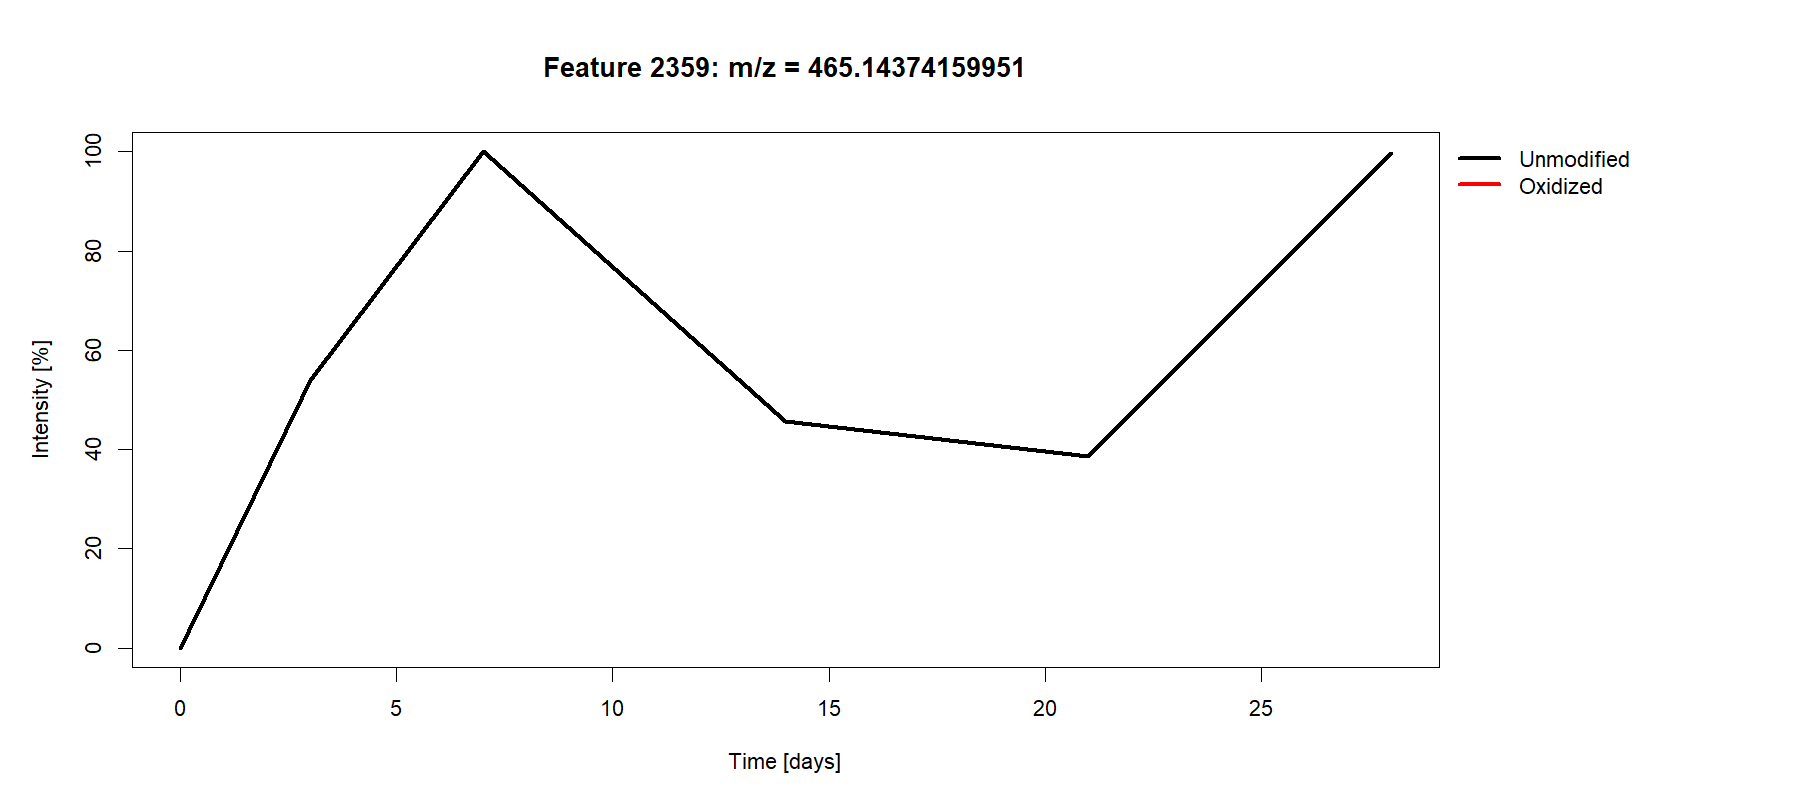 Feature 2359: m/z = 465.14374159951
Unmodified
Oxidized
Intensity [%]
100
80
60
40
20
0
0 5 10 15 20 25
Time [days]